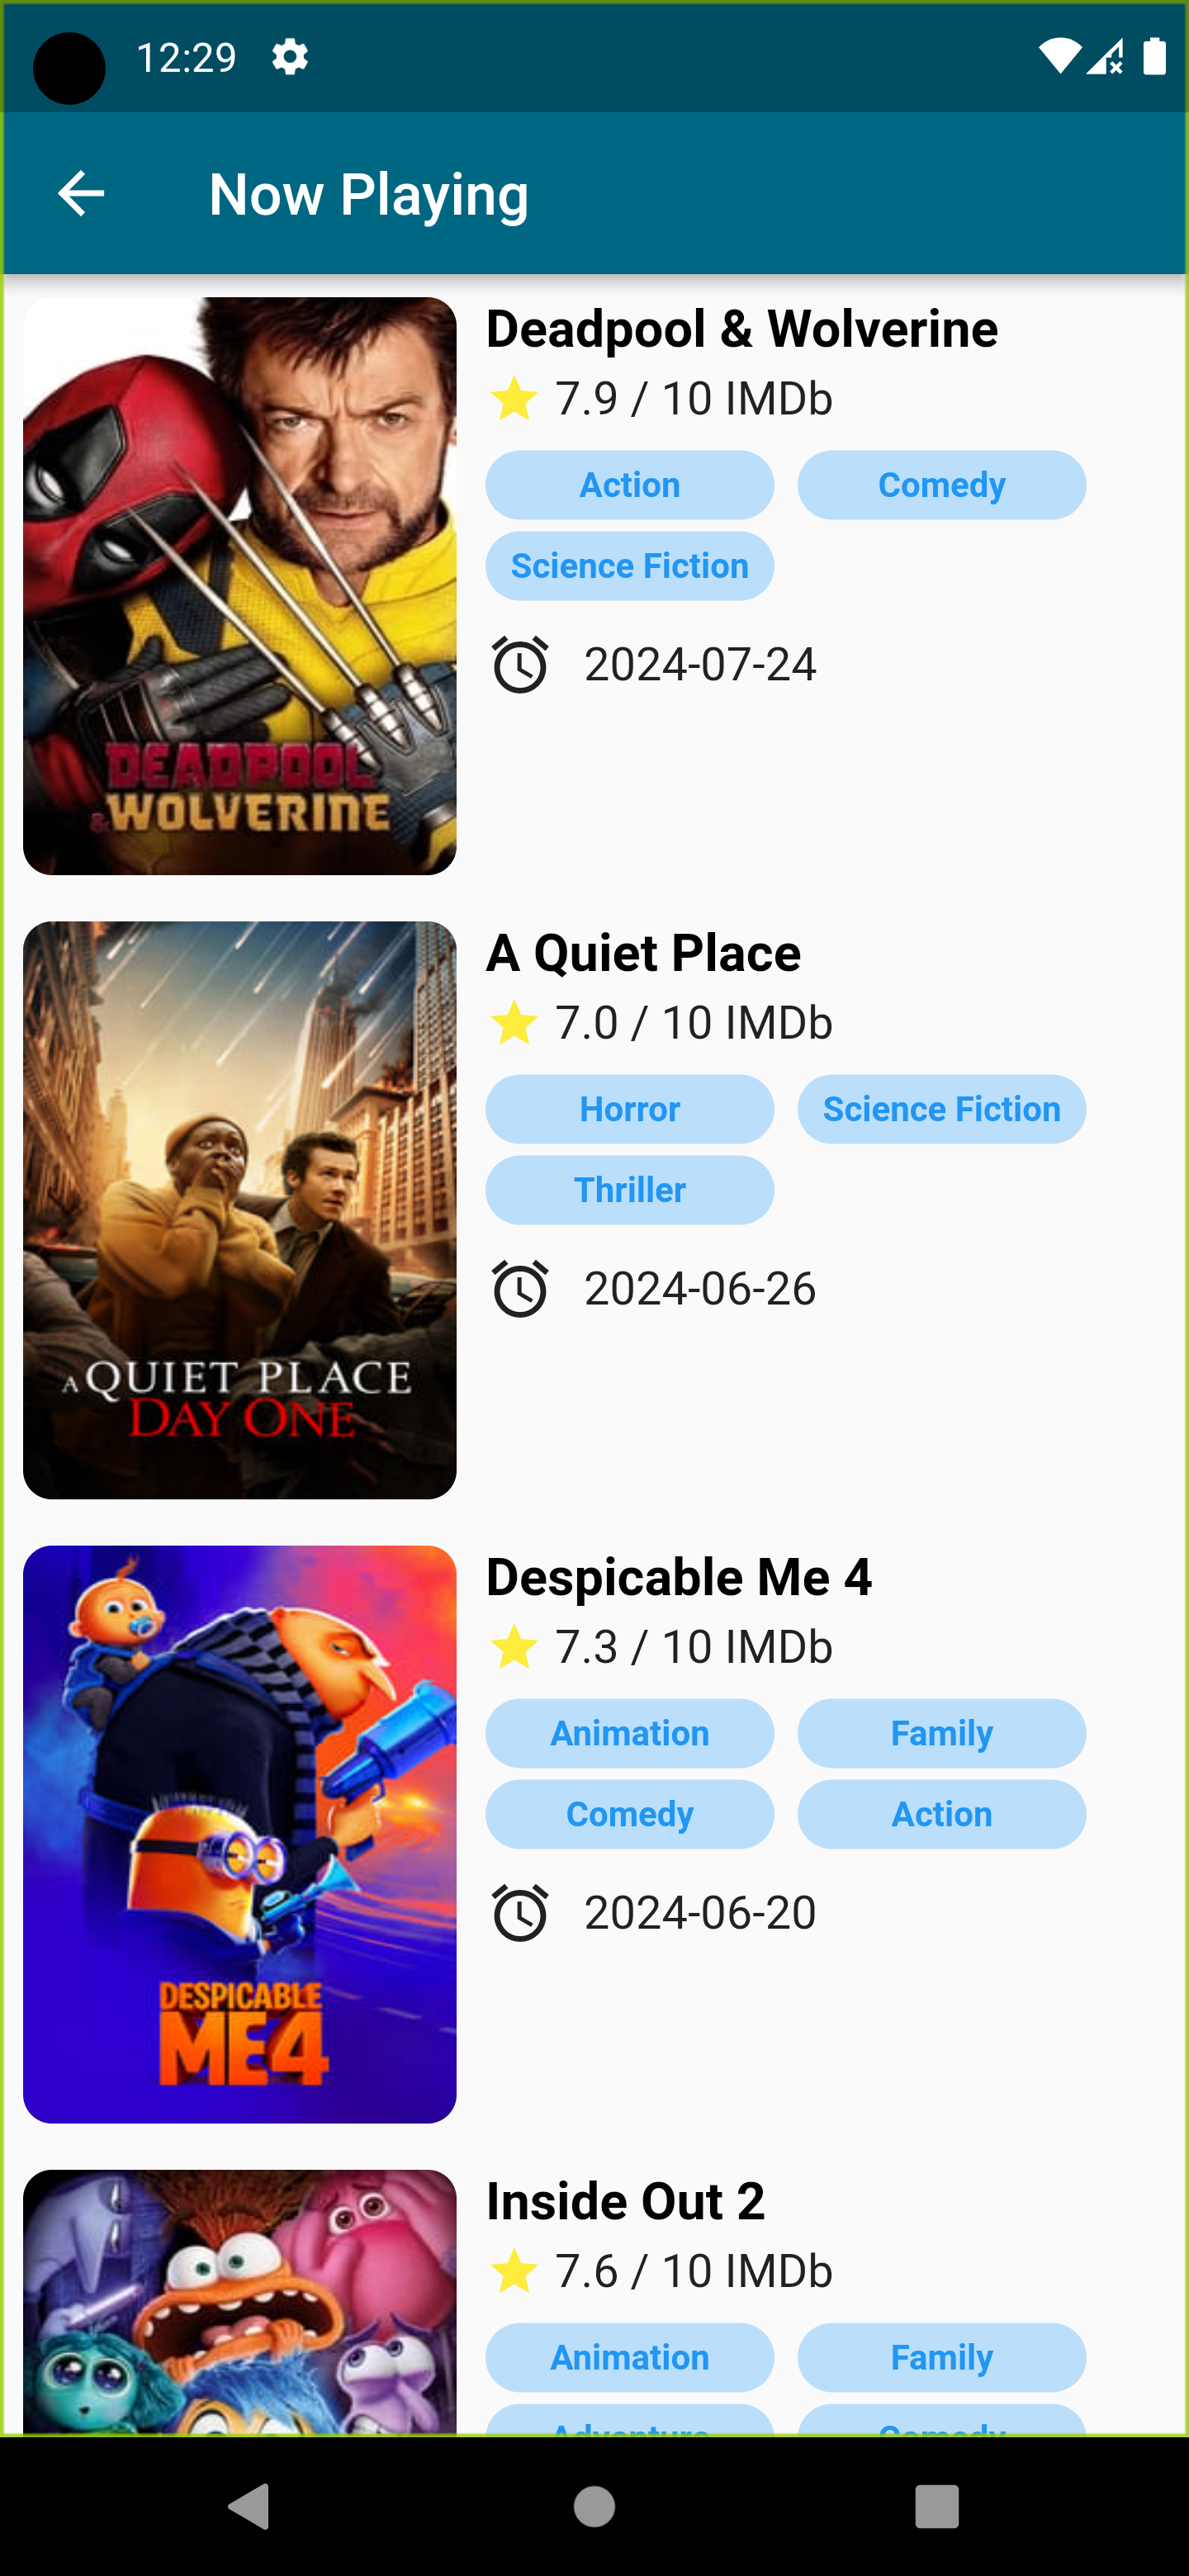 12:29
Now Playing
Deadpool & Wolverine
7.9 / 10 IMDb
Action
Comedy
Science Fiction
2024-07-24
DEADPOOL
& WOLVERINE
A Quiet Place
7.0 / 10 IMDb
Horror
Science Fiction
Thriller
2024-06-26
A QUIET PLACE
DAY ONE
Despicable Me 4
7.3 / 10 IMDb
Animation
Family
Comedy
Action
2024-06-20
DESPICABLE
ME4
Inside Out 2
7.6 / 10 IMDb
Animation
Family
Adventure
Comedy